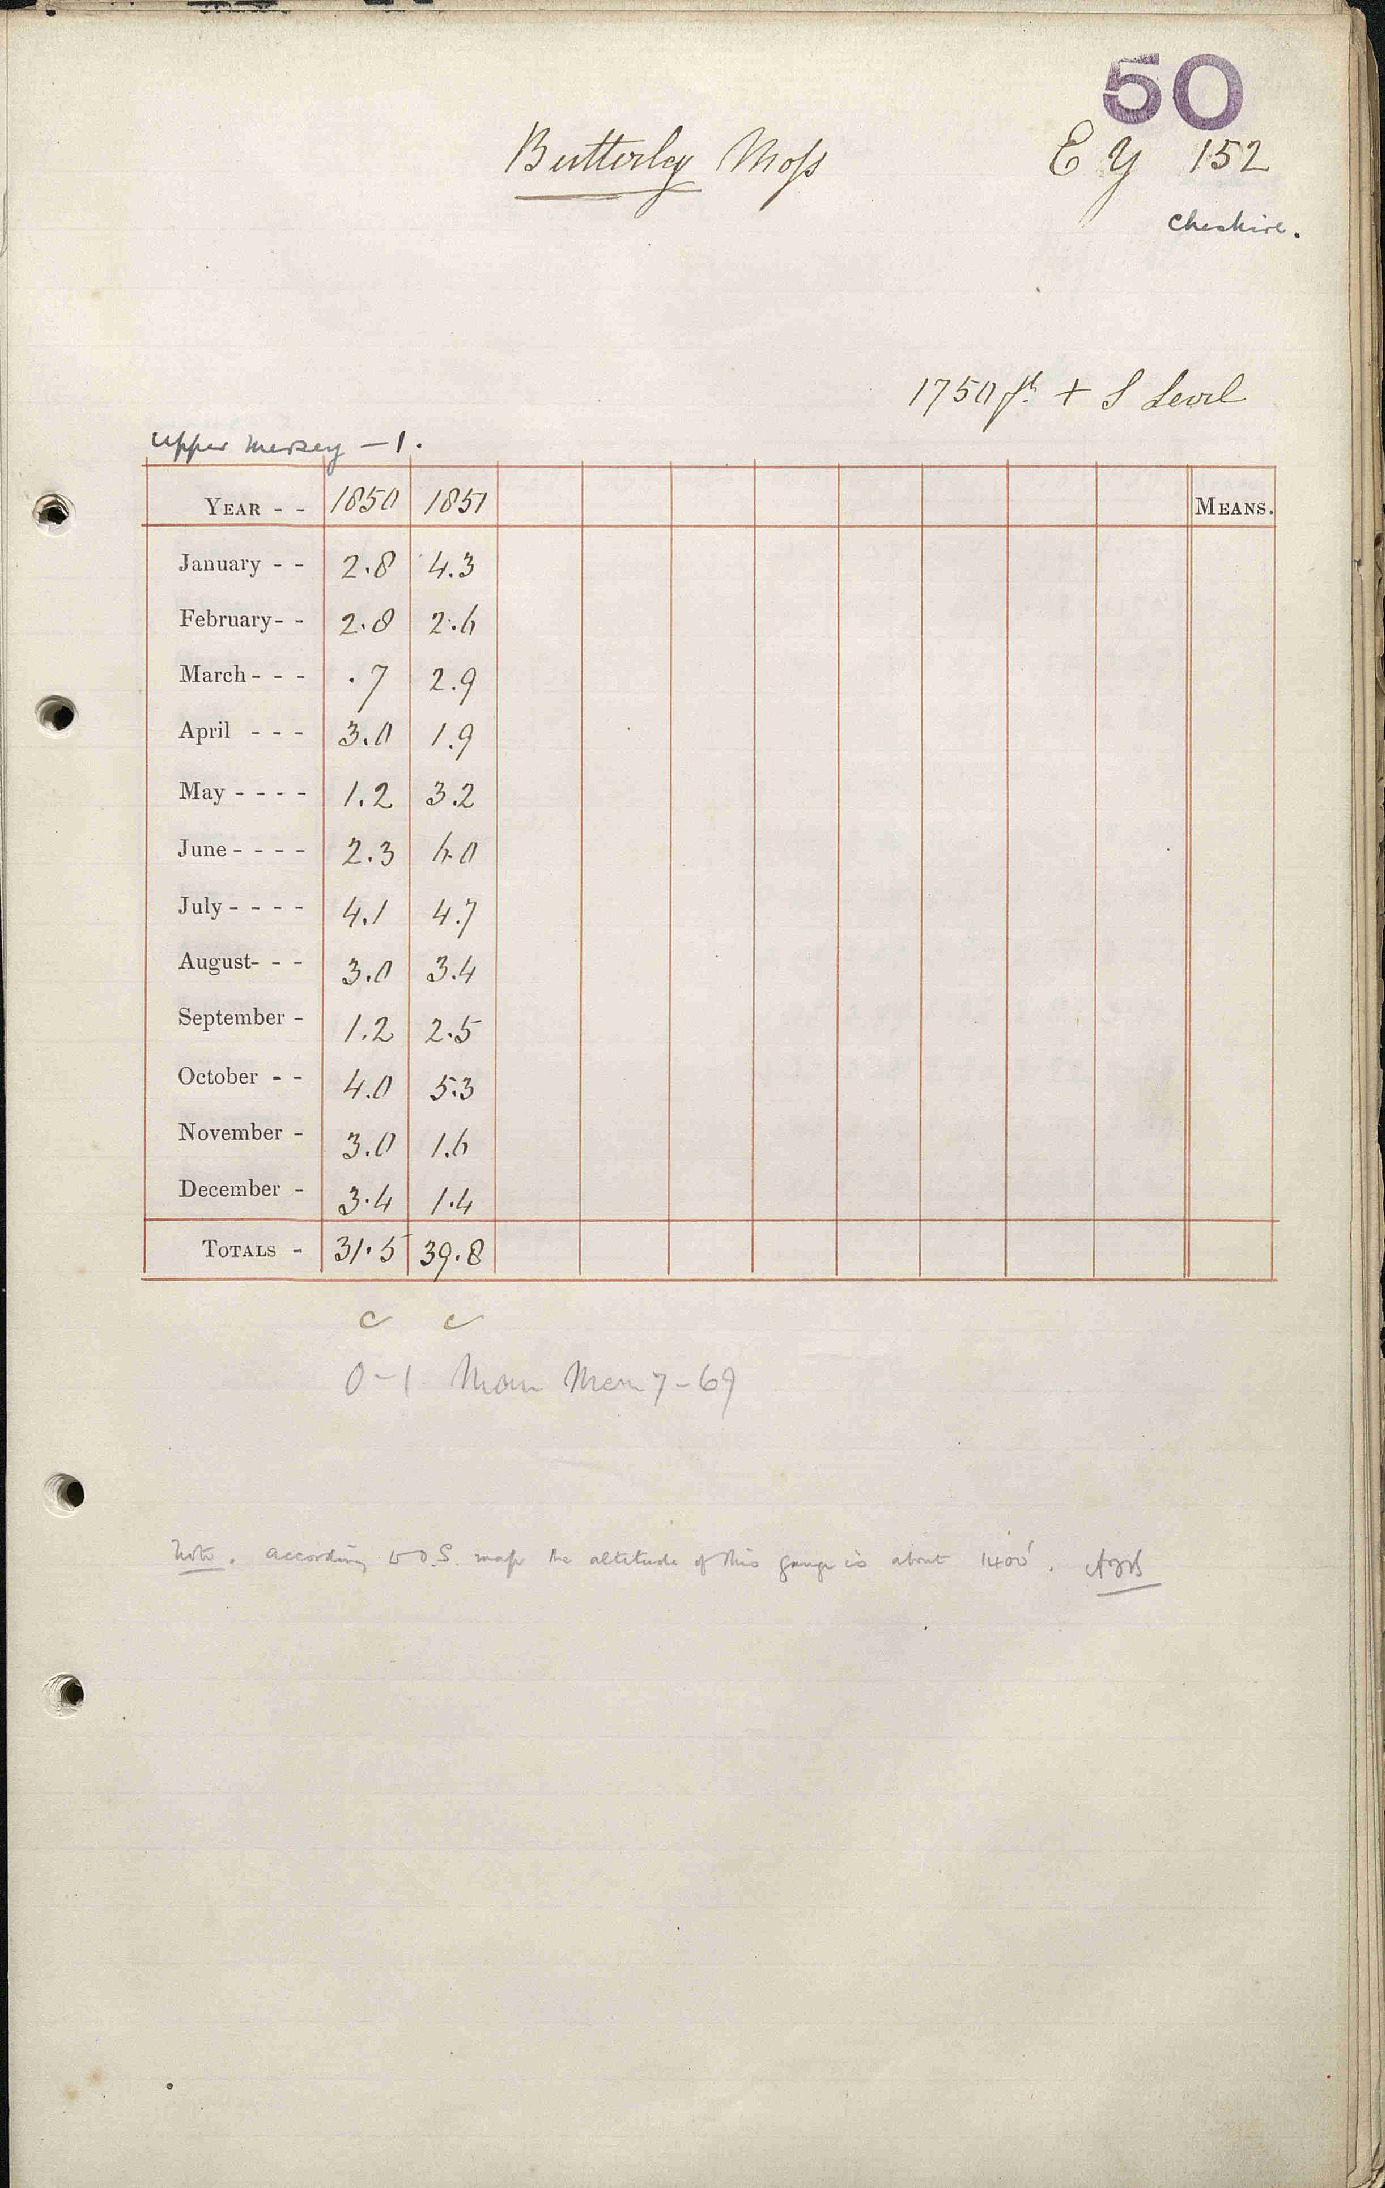 50
Butterley Moss
E Y 152
Cheshire.
1750 ft + S Level
Upper Mersey - 1.
YEAR - - 1850 1851 MEANS.
January - - 2.8 4.3
February - - 2.8 2.6
March - - - .7 2.9
April - - - 3.0 1.9
May - - - - 1.2 3.2
June - - - - 2.3 6.0
July - - - - 4.1 4.7
August - - - 3.0 3.4
September - 1.2 2.5
October - - 4.0 5.3
November - 3.0 1.6
December - 3.4 1.4
TOTALS - 31.5 39.8
c c
0-1 Mem 7-69
Note. according to O.S. map the altitude of this gauge is about 1400'.